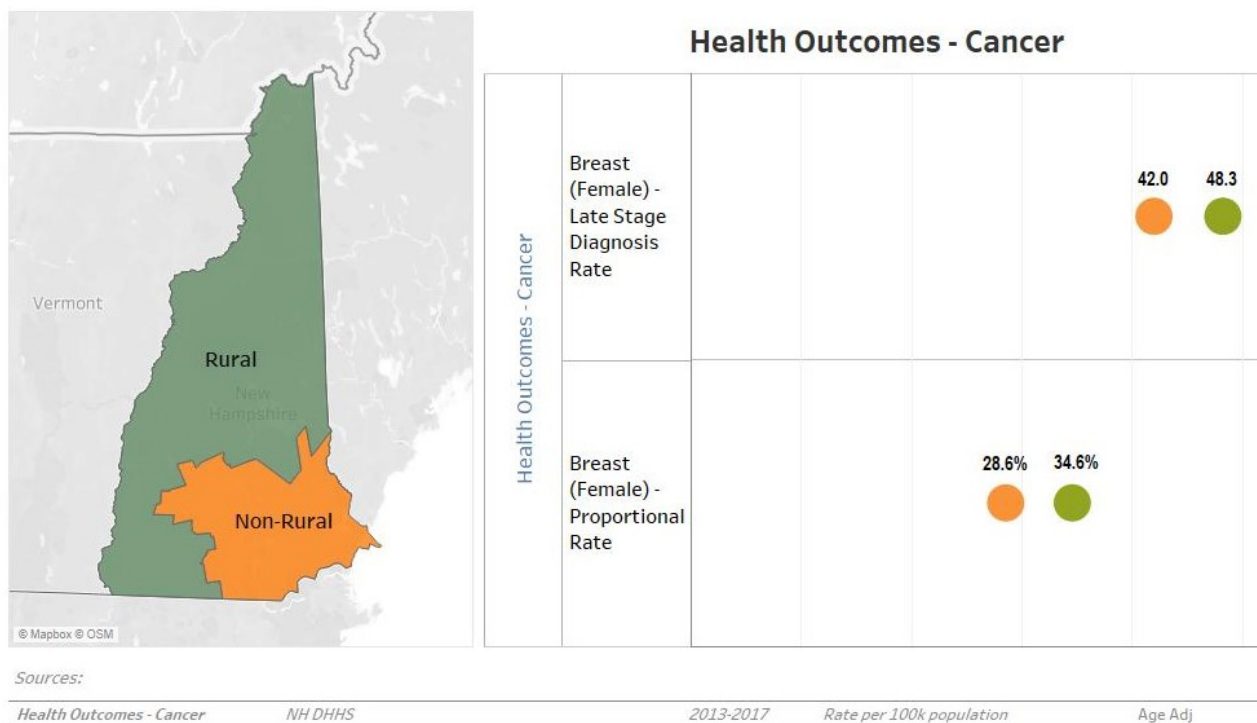 Health Outcomes - Cancer
Vermont
Rural
New
Hampshire
Non-Rural
© Mapbox © OSM
Health Outcomes - Cancer
Breast
(Female) -
Late Stage
Diagnosis
Rate
42.0 48.3
Breast
(Female) -
Proportional
Rate
28.6% 34.6%
Sources:
Health Outcomes - Cancer NH DHHS 2013-2017 Rate per 100k population Age Adj